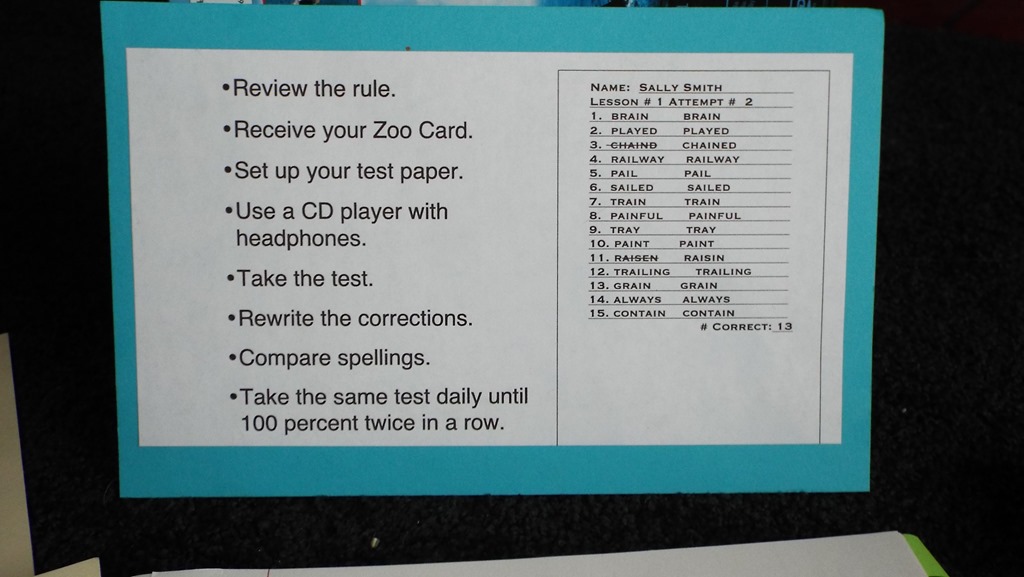 •Review the rule.
•Receive your Zoo Card.
•Set up your test paper.
•Use a CD player with
headphones.
•Take the test.
•Rewrite the corrections.
•Compare spellings.
•Take the same test daily until
100 percent twice in a row.
NAME: SALLY SMITH
LESSON # 1 ATTEMPT # 2
1. BRAIN BRAIN
2. PLAYED PLAYED
3. CHAIND CHAINED
4. RAILWAY RAILWAY
5. PAIL PAIL
6. SAILED SAILED
7. TRAIN TRAIN
8. PAINFUL PAINFUL
9. TRAY TRAY
10. PAINT PAINT
11. RAISEN RAISIN
12. TRAILING TRAILING
13. GRAIN GRAIN
14. ALWAYS ALWAYS
15. CONTAIN CONTAIN
# CORRECT: 13